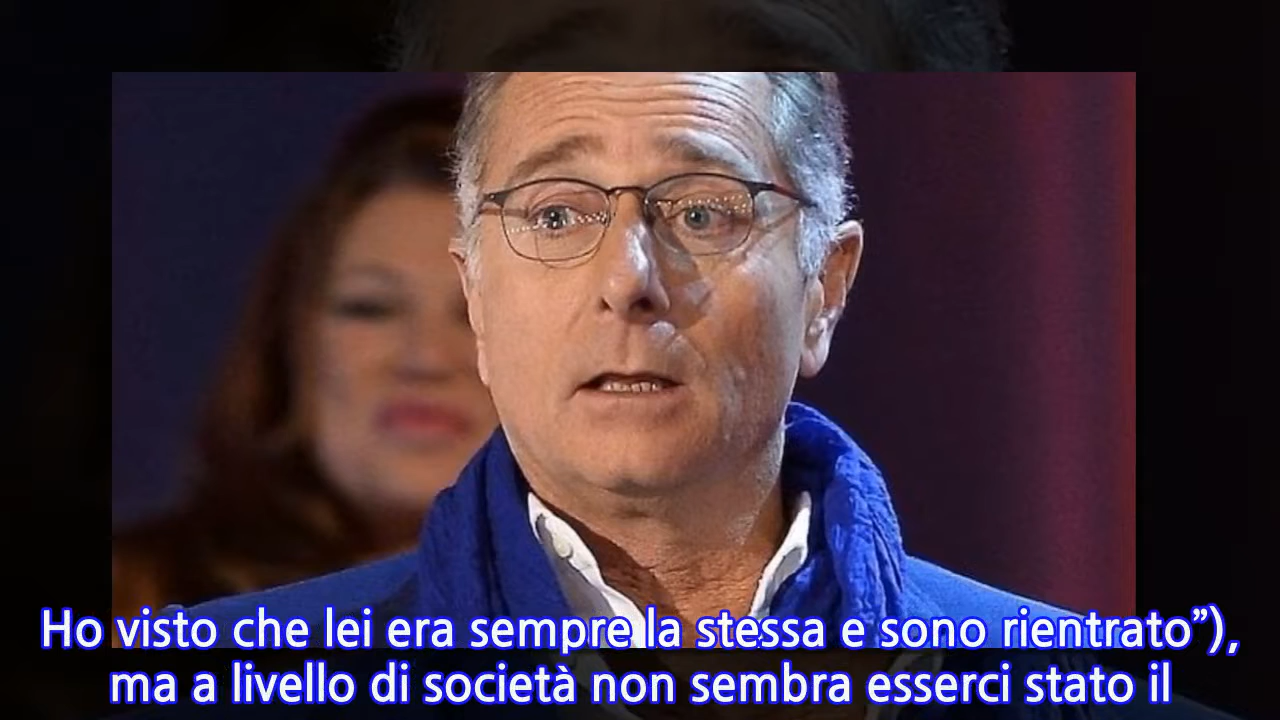 Ho visto che lei era sempre la stessa e sono rientrato”),
ma a livello di società non sembra esserci stato il